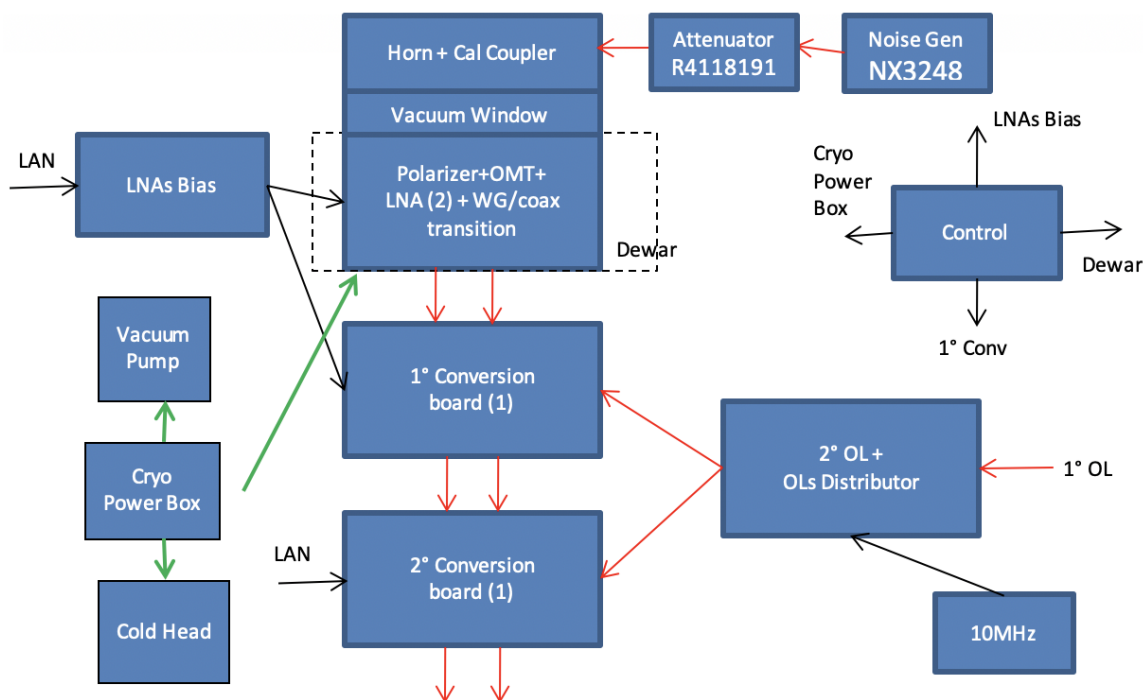 Horn + Cal Coupler
Attenuator
R4118191
Noise Gen
NX3248
Vacuum Window
LAN
LNAs Bias
Polarizer+OMT+
LNA (2) + WG/coax
transition
Dewar
LNAs Bias
Cryo
Power
Box
Control
Dewar
1° Conv
Vacuum
Pump
1° Conversion
board (1)
Cryo
Power Box
2° OL +
OLs Distributor
1° OL
LAN
2° Conversion
board (1)
Cold Head
10MHz